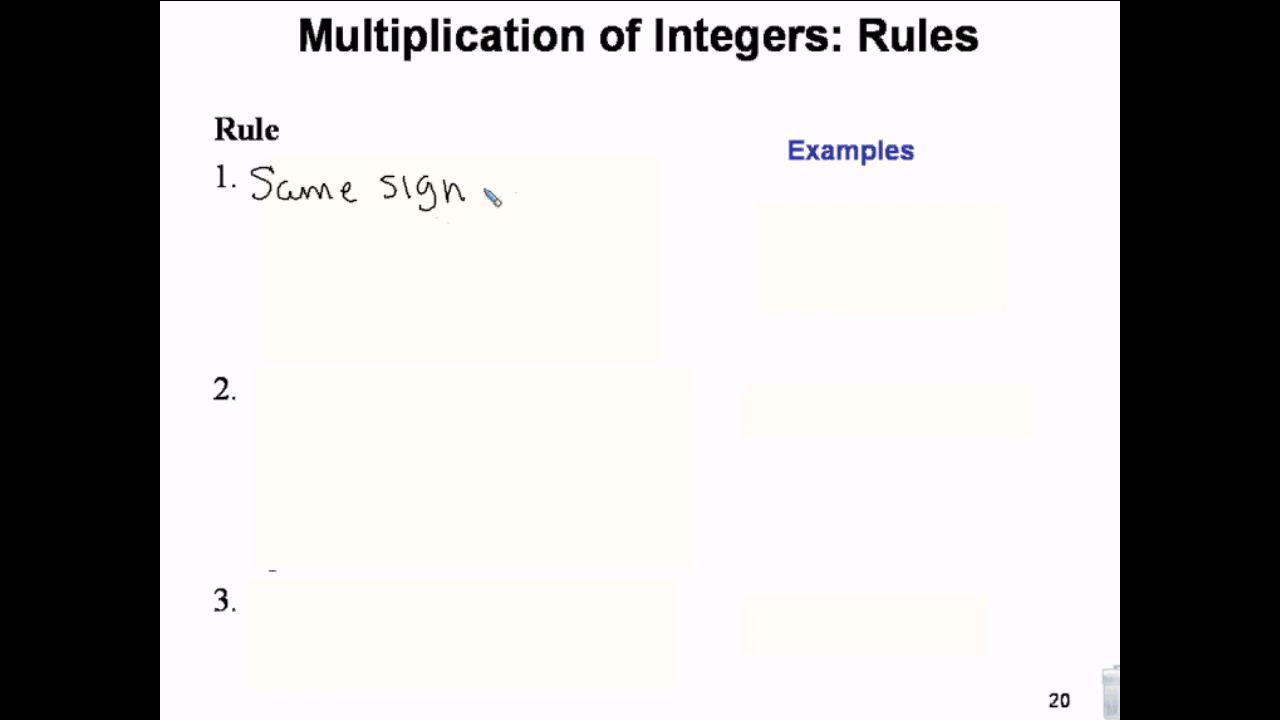 Multiplication of Integers: Rules
Rule
Examples
1. Same sign
2.
3.
20